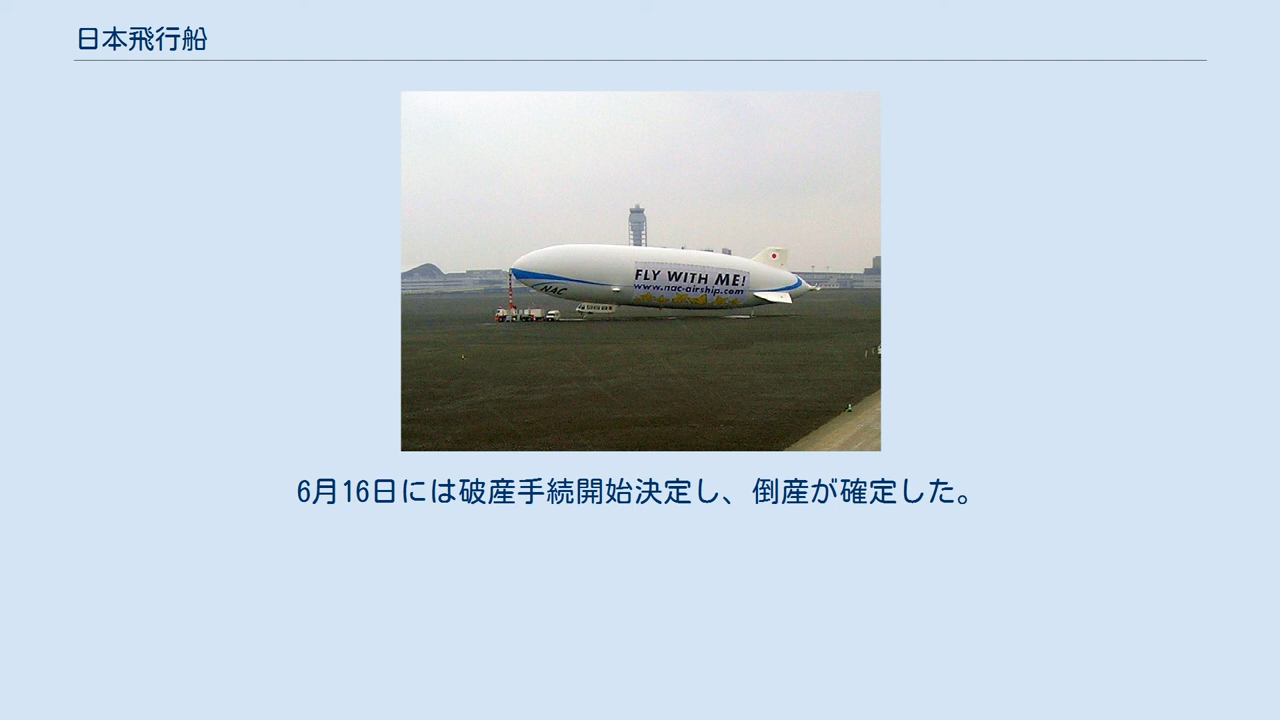 日本飛行船
FLY WITH ME!
www.nac-airship.com
NAC
6月16日には破産手続開始決定し、倒産が確定した。